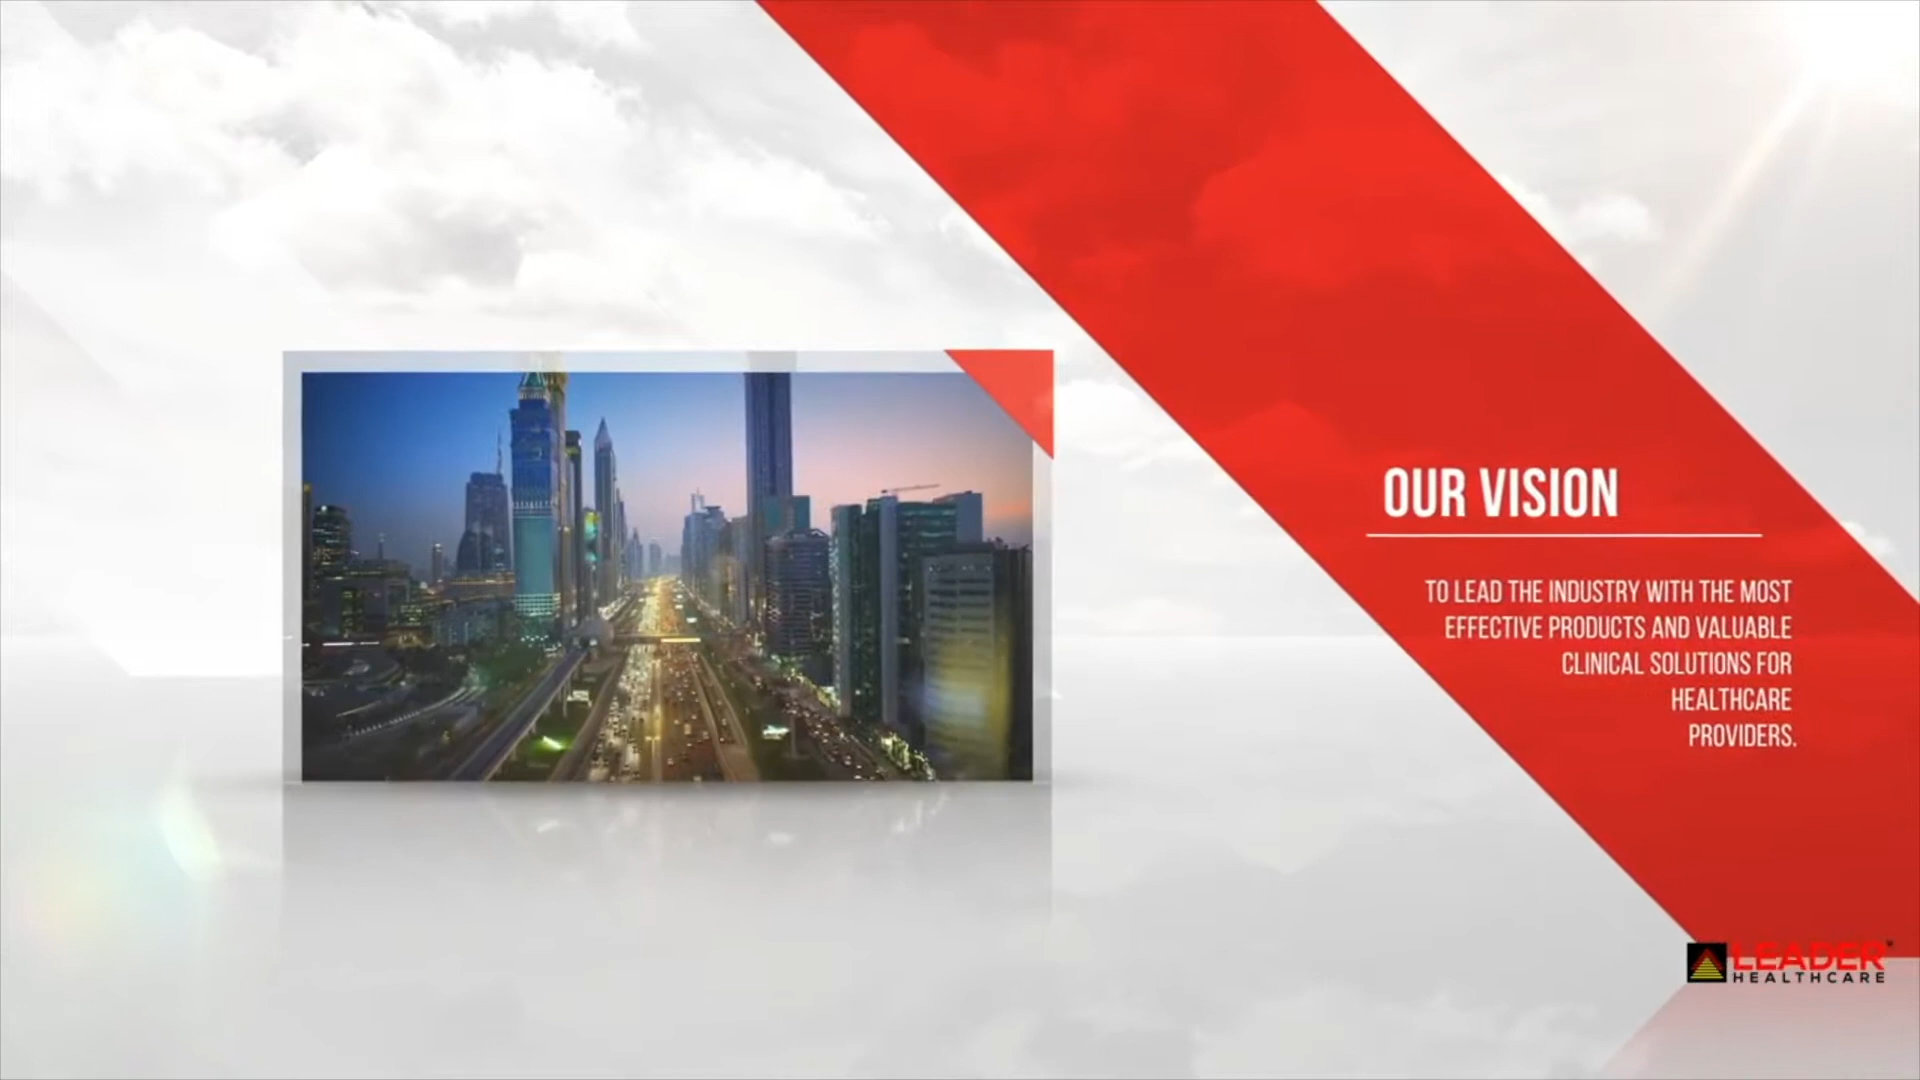 OUR VISION
TO LEAD THE INDUSTRY WITH THE MOST
EFFECTIVE PRODUCTS AND VALUABLE
CLINICAL SOLUTIONS FOR
HEALTHCARE
PROVIDERS.
LEADER
HEALTHCARE